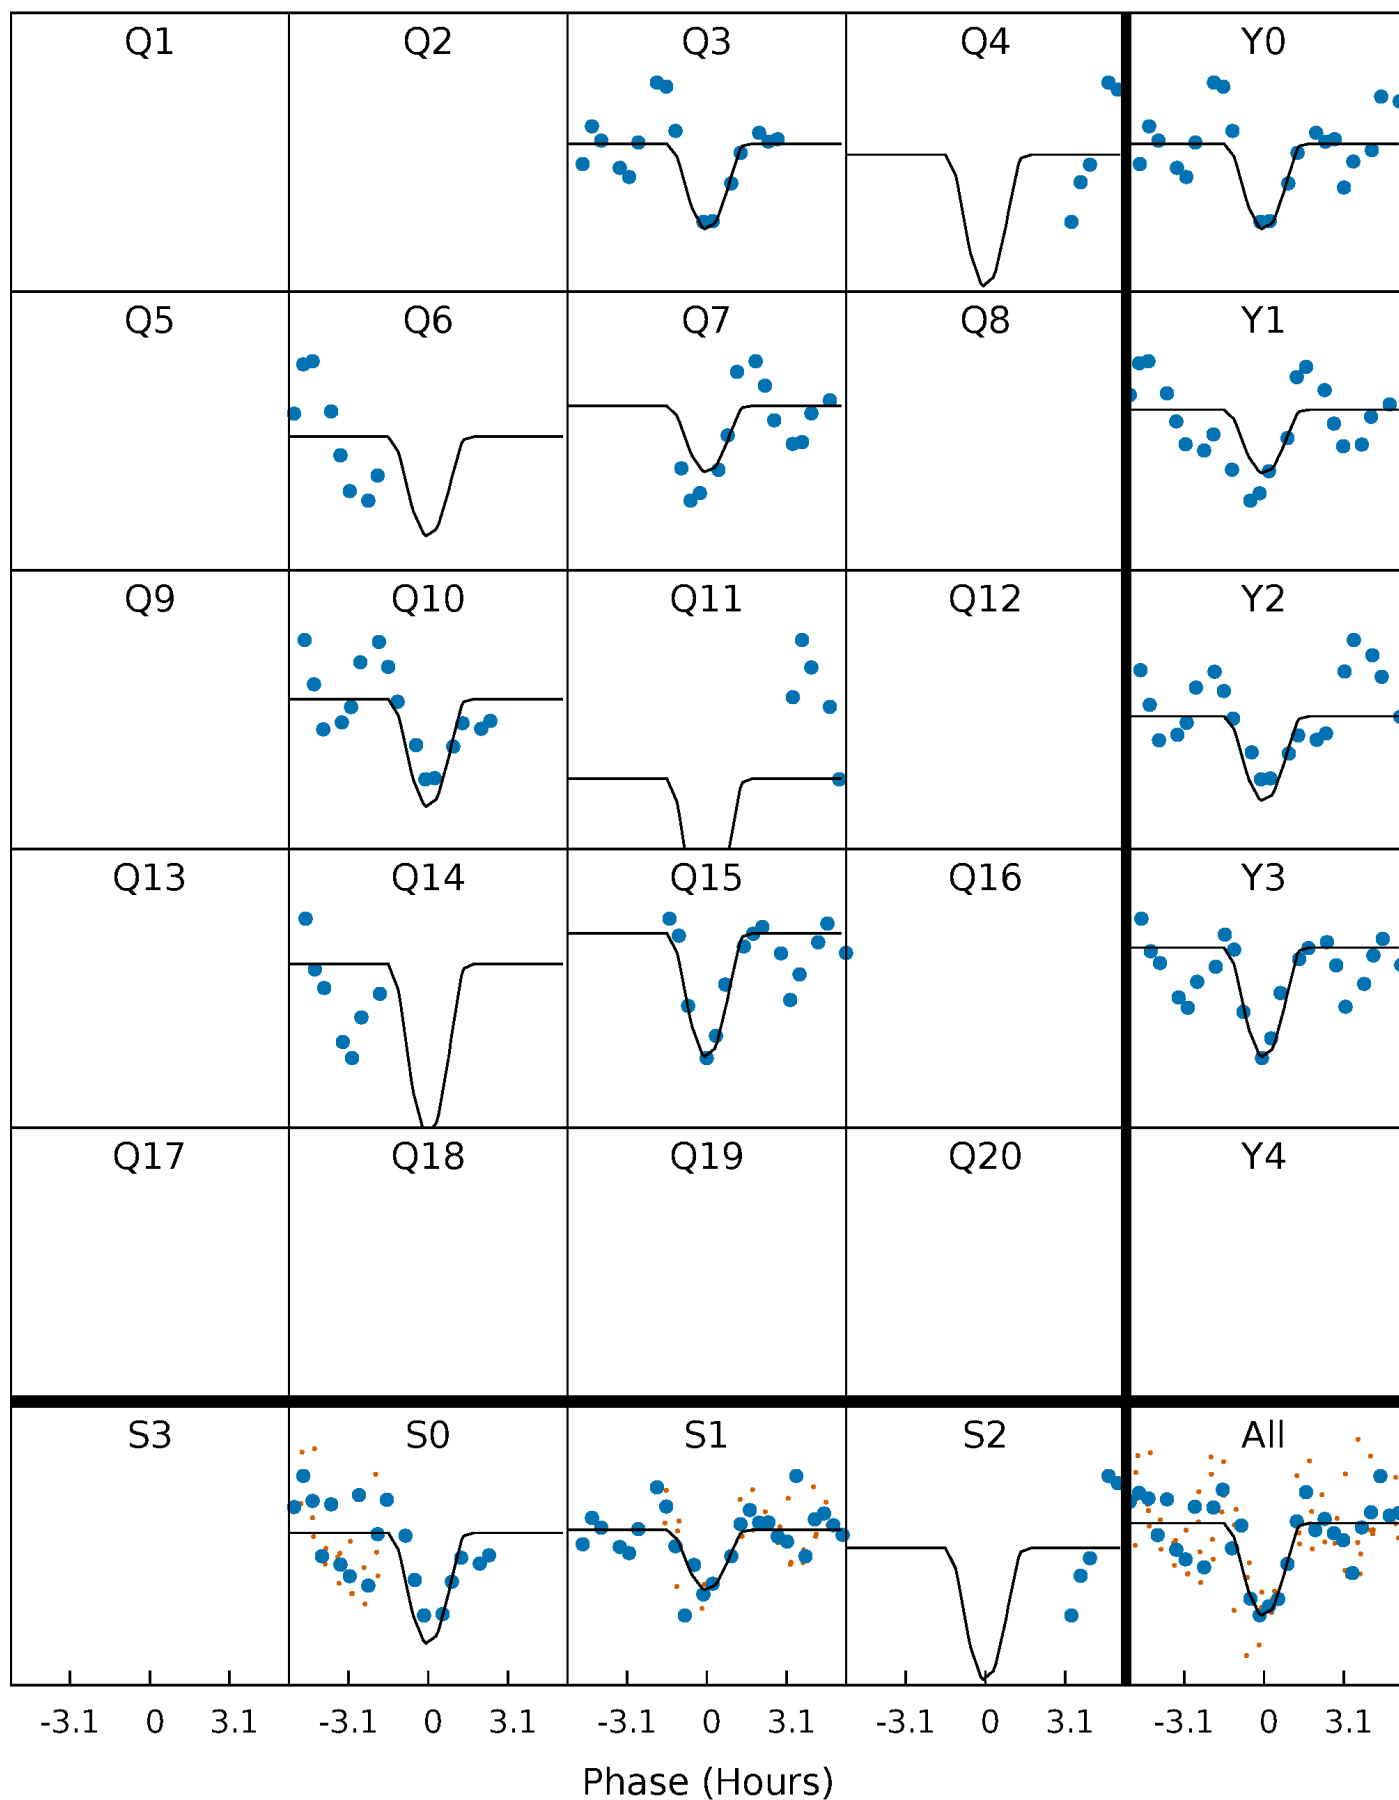 Q1 Q2 Q3 Q4 Y0
Q5 Q6 Q7 Q8 Y1
Q9 Q10 Q11 Q12 Y2
Q13 Q14 Q15 Q16 Y3
Q17 Q18 Q19 Q20 Y4
S3 S0 S1 S2 All
-3.1 0 3.1 -3.1 0 3.1 -3.1 0 3.1 -3.1 0 3.1 -3.1 0 3.1
Phase (Hours)